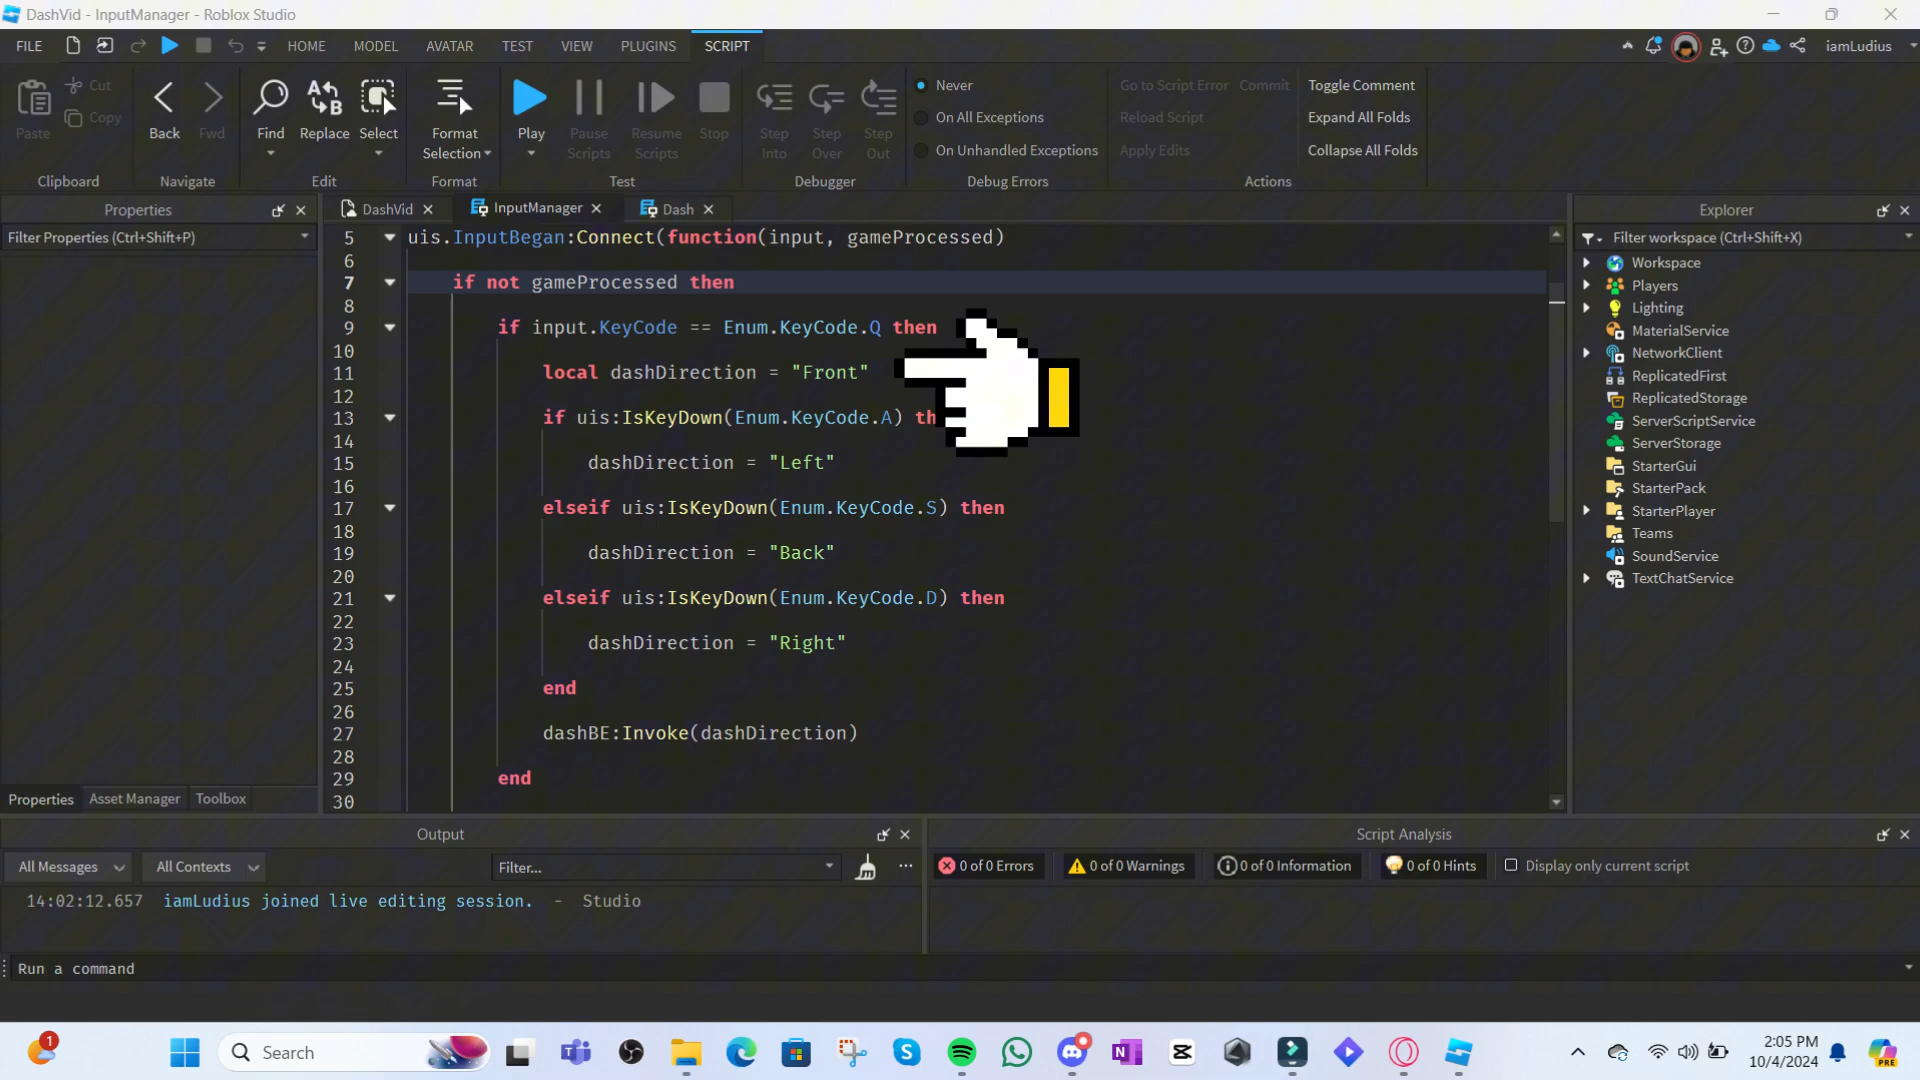 DashVid - InputManager - Roblox Studio
FILE HOME MODEL AVATAR TEST VIEW PLUGINS SCRIPT iamLudius
Paste Cut Copy
Clipboard
Back Fwd
Navigate
Find Replace Select
Edit
Format Selection
Format
Play Pause Scripts Resume Scripts Stop
Test
Step Into Step Over Step Out
Debugger
Never
On All Exceptions
On Unhandled Exceptions
Debug Errors
Go to Script Error Commit
Reload Script
Apply Edits
Toggle Comment
Expand All Folds
Collapse All Folds
Actions
Properties
Filter Properties (Ctrl+Shift+P)
Properties Asset Manager Toolbox
DashVid InputManager Dash
5 uis.InputBegan:Connect(function(input, gameProcessed)
6
7 if not gameProcessed then
8
9 if input.KeyCode == Enum.KeyCode.Q then
10
11 local dashDirection = "Front"
12
13 if uis:IsKeyDown(Enum.KeyCode.A) th
14
15 dashDirection = "Left"
16
17 elseif uis:IsKeyDown(Enum.KeyCode.S) then
18
19 dashDirection = "Back"
20
21 elseif uis:IsKeyDown(Enum.KeyCode.D) then
22
23 dashDirection = "Right"
24
25 end
26
27 dashBE:Invoke(dashDirection)
28
29 end
30
Explorer
Filter workspace (Ctrl+Shift+X)
Workspace
Players
Lighting
MaterialService
NetworkClient
ReplicatedFirst
ReplicatedStorage
ServerScriptService
ServerStorage
StarterGui
StarterPack
StarterPlayer
Teams
SoundService
TextChatService
Output
All Messages All Contexts Filter...
14:02:12.657 iamLudius joined live editing session. - Studio
Script Analysis
0 of 0 Errors 0 of 0 Warnings 0 of 0 Information 0 of 0 Hints Display only current script
Run a command
1 Search
2:05 PM
10/4/2024
PRE